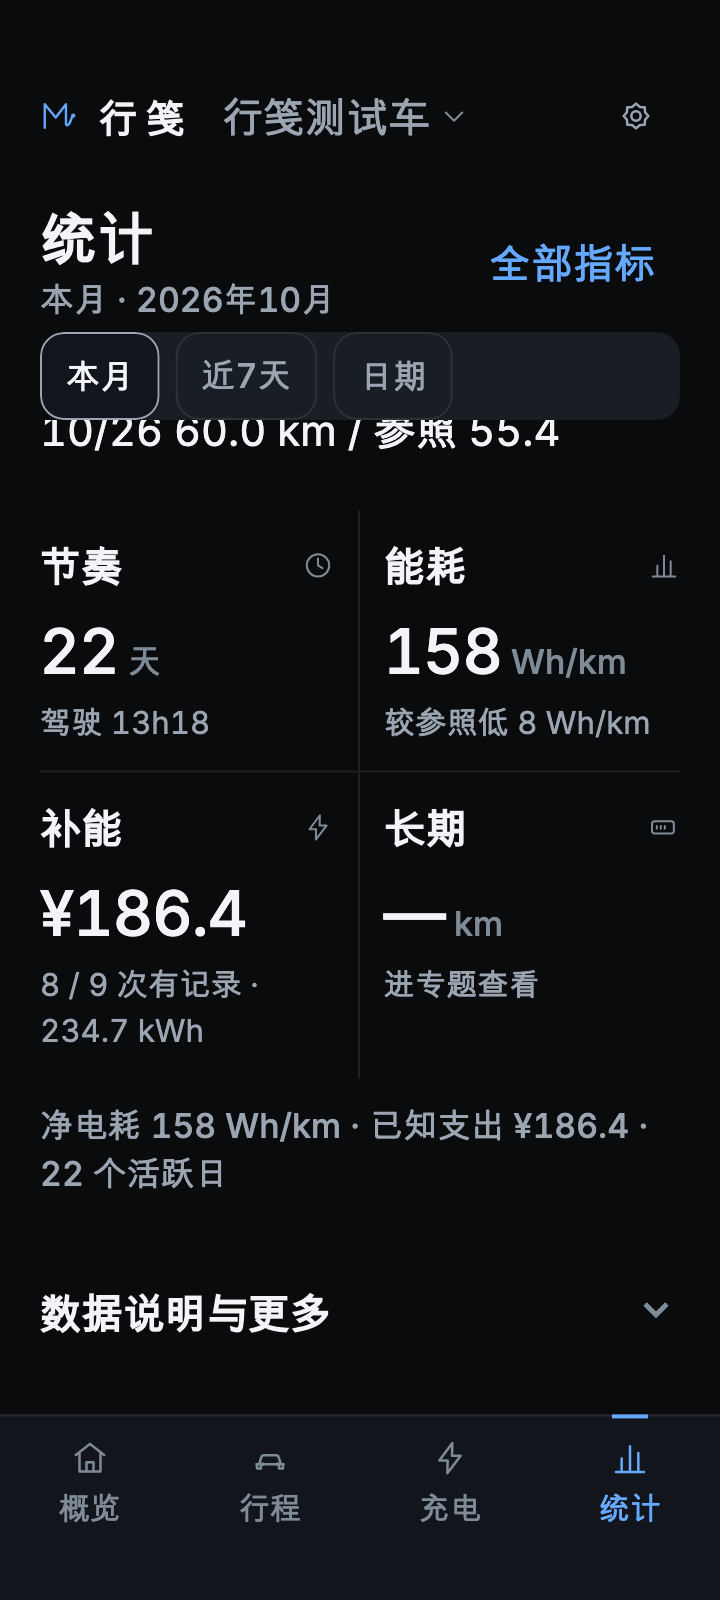 行笺 行笺测试车
统计
全部指标
本月 · 2026年10月
本月 近7天 日期
10/26 60.0 km / 参照 55.4
节奏
22 天
驾驶 13h18
能耗
158 Wh/km
较参照低 8 Wh/km
补能
¥186.4
8 / 9 次有记录 ·
234.7 kWh
长期
— km
进专题查看
净电耗 158 Wh/km · 已知支出 ¥186.4 ·
22 个活跃日
数据说明与更多
概览 行程 充电 统计